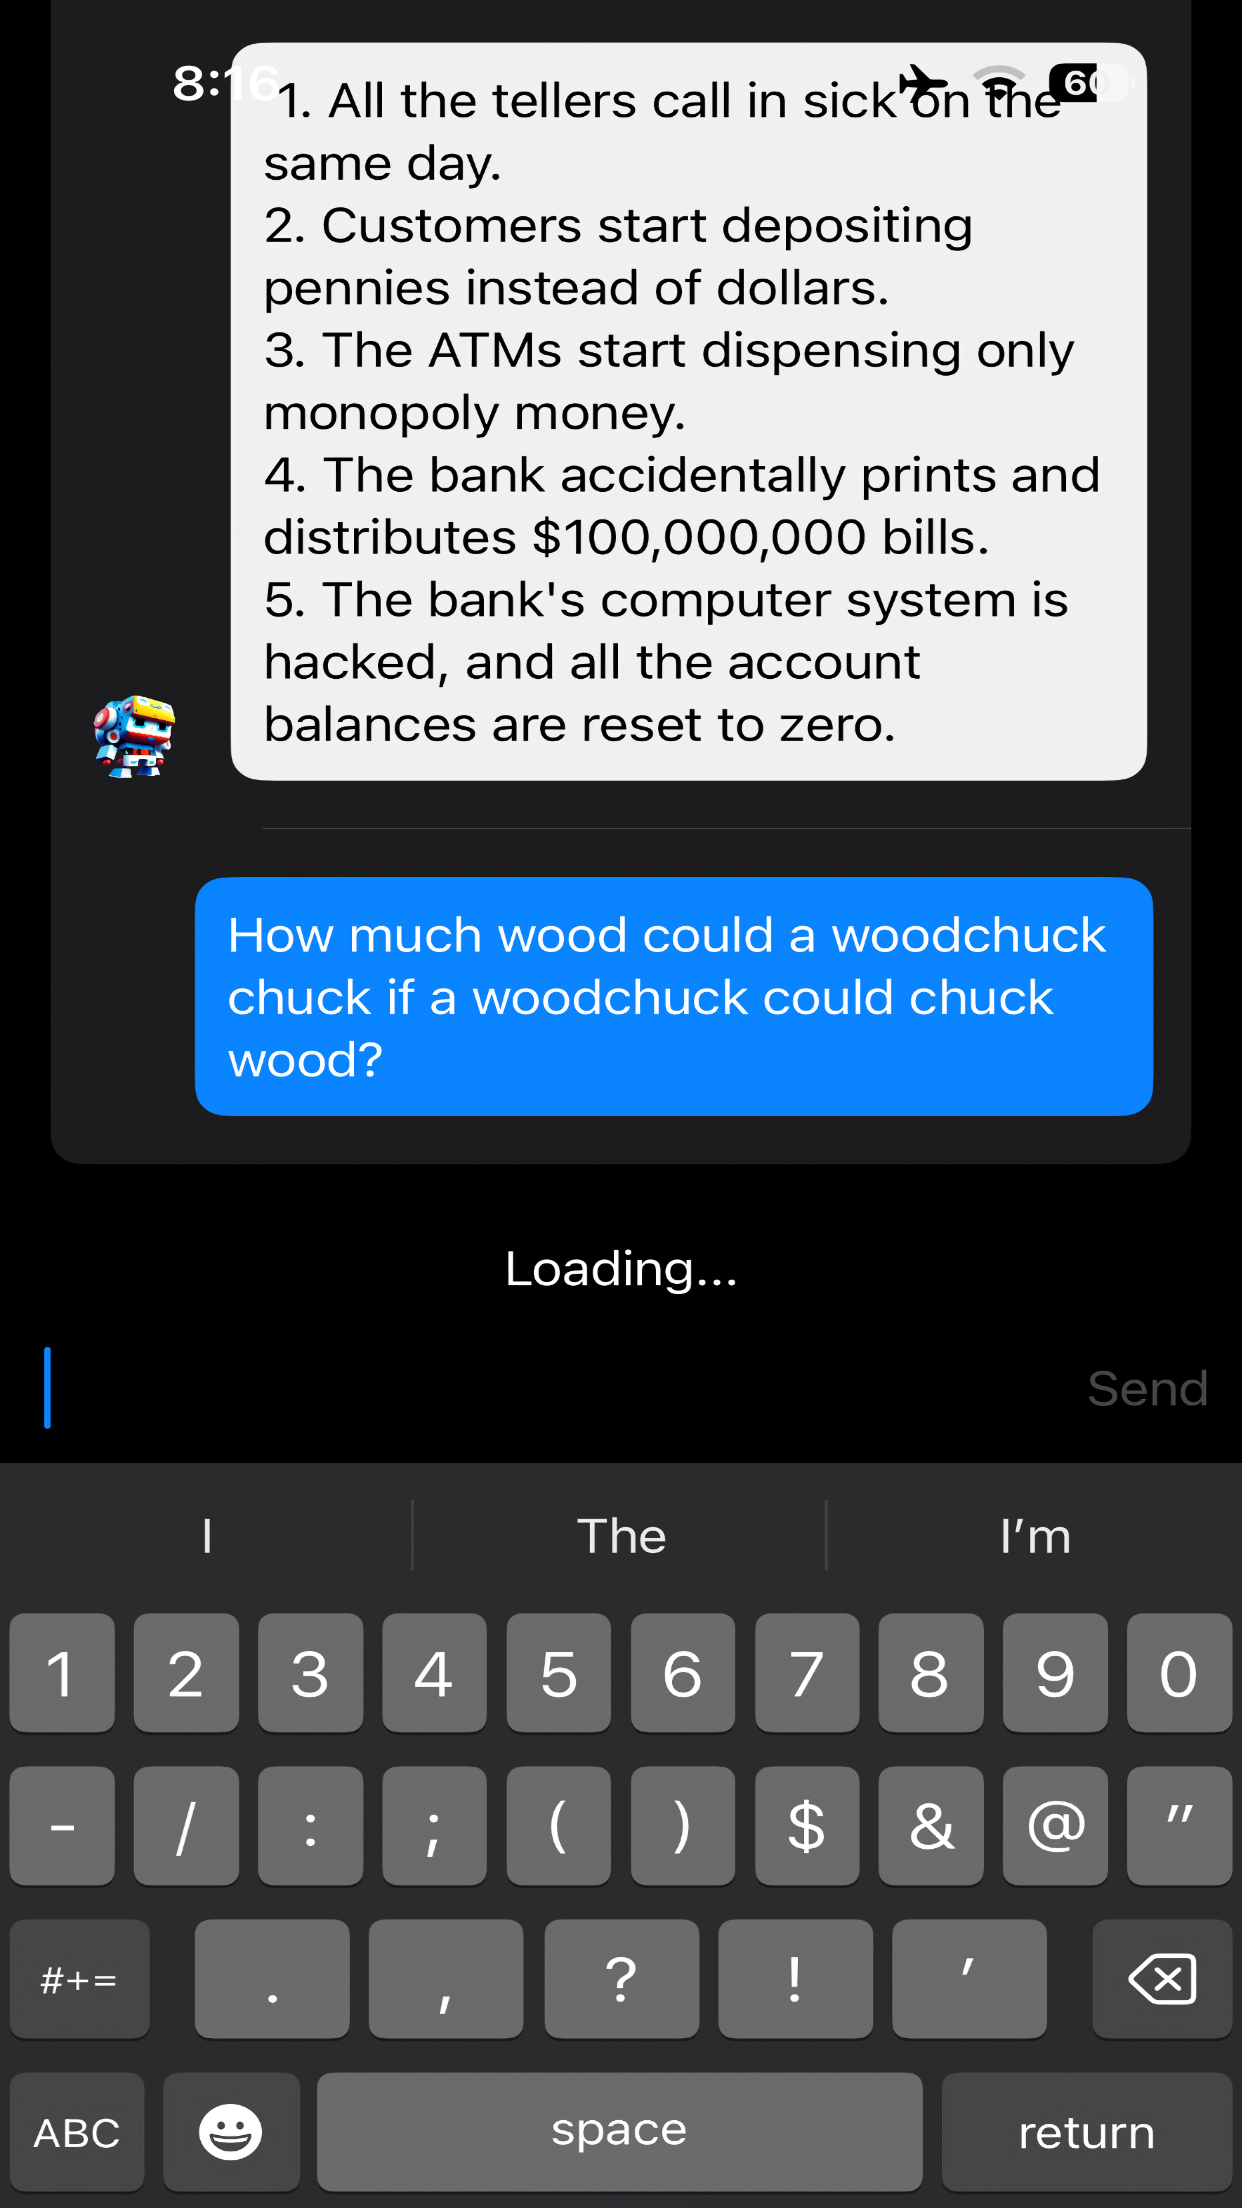 8:16
60
1. All the tellers call in sick on the
same day.
2. Customers start depositing
pennies instead of dollars.
3. The ATMs start dispensing only
monopoly money.
4. The bank accidentally prints and
distributes $100,000,000 bills.
5. The bank's computer system is
hacked, and all the account
balances are reset to zero.
How much wood could a woodchuck
chuck if a woodchuck could chuck
wood?
Loading...
Send
I The I’m
1 2 3 4 5 6 7 8 9 0
- / : ; ( ) $ & @ "
#+= . , ? ! ’
ABC space return